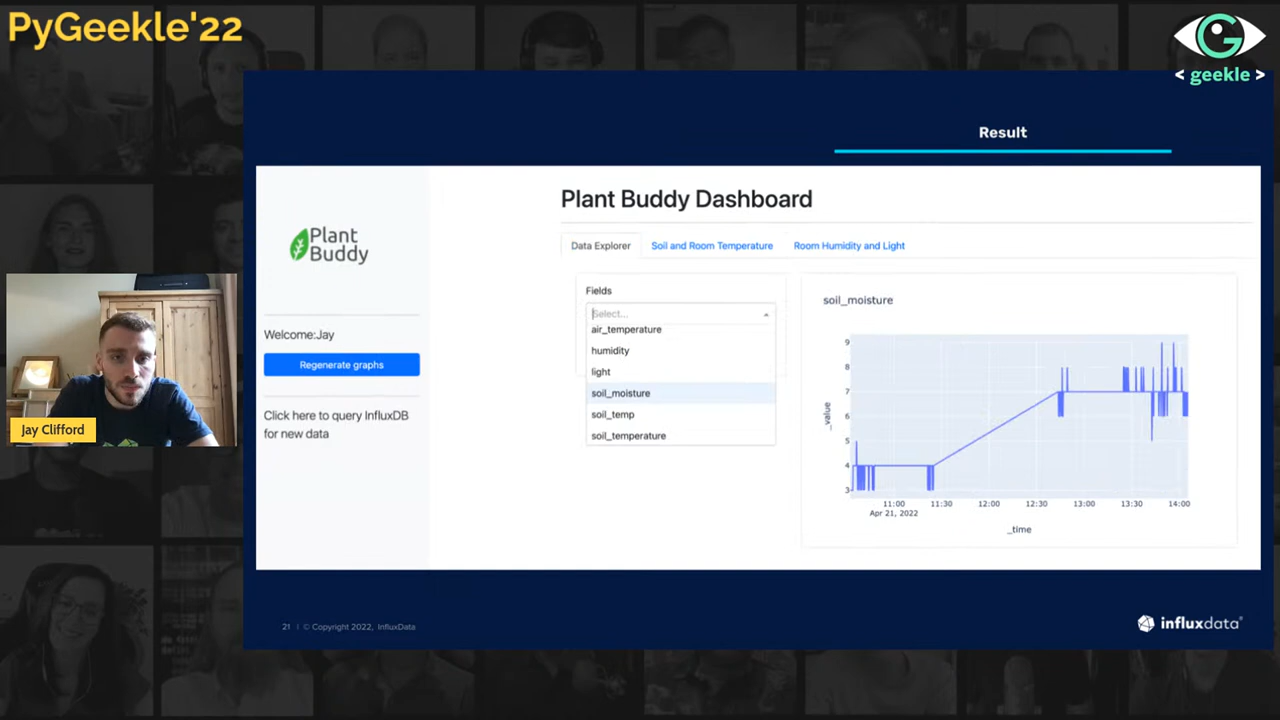 PyGeekle'22
< geekle >
Result
Plant Buddy Dashboard
Plant
Buddy
Data Explorer
Soil and Room Temperature
Room Humidity and Light
Fields
Select...
air_temperature
humidity
light
soil_moisture
soil_temp
soil_temperature
soil_moisture
9
8
7
6
5
4
3
_value
11:00
11:30
12:00
12:30
13:00
13:30
14:00
Apr 21, 2022
_time
Welcome:Jay
Regenerate graphs
Click here to query InfluxDB
for new data
Jay Clifford
21 | © Copyright 2022, InfluxData
influxdata®